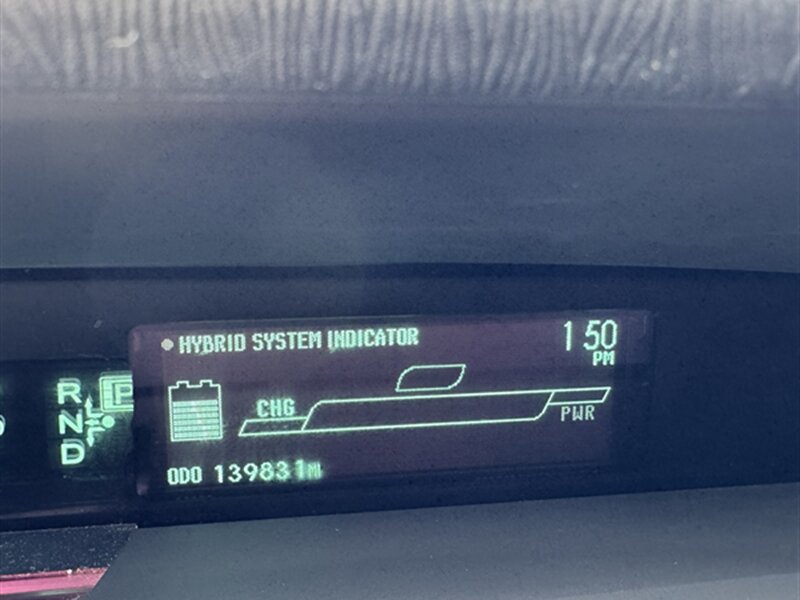 HYBRID SYSTEM INDICATOR
1 50
PM
R
P
N
D
CHG
PWR
ODO 139831MI